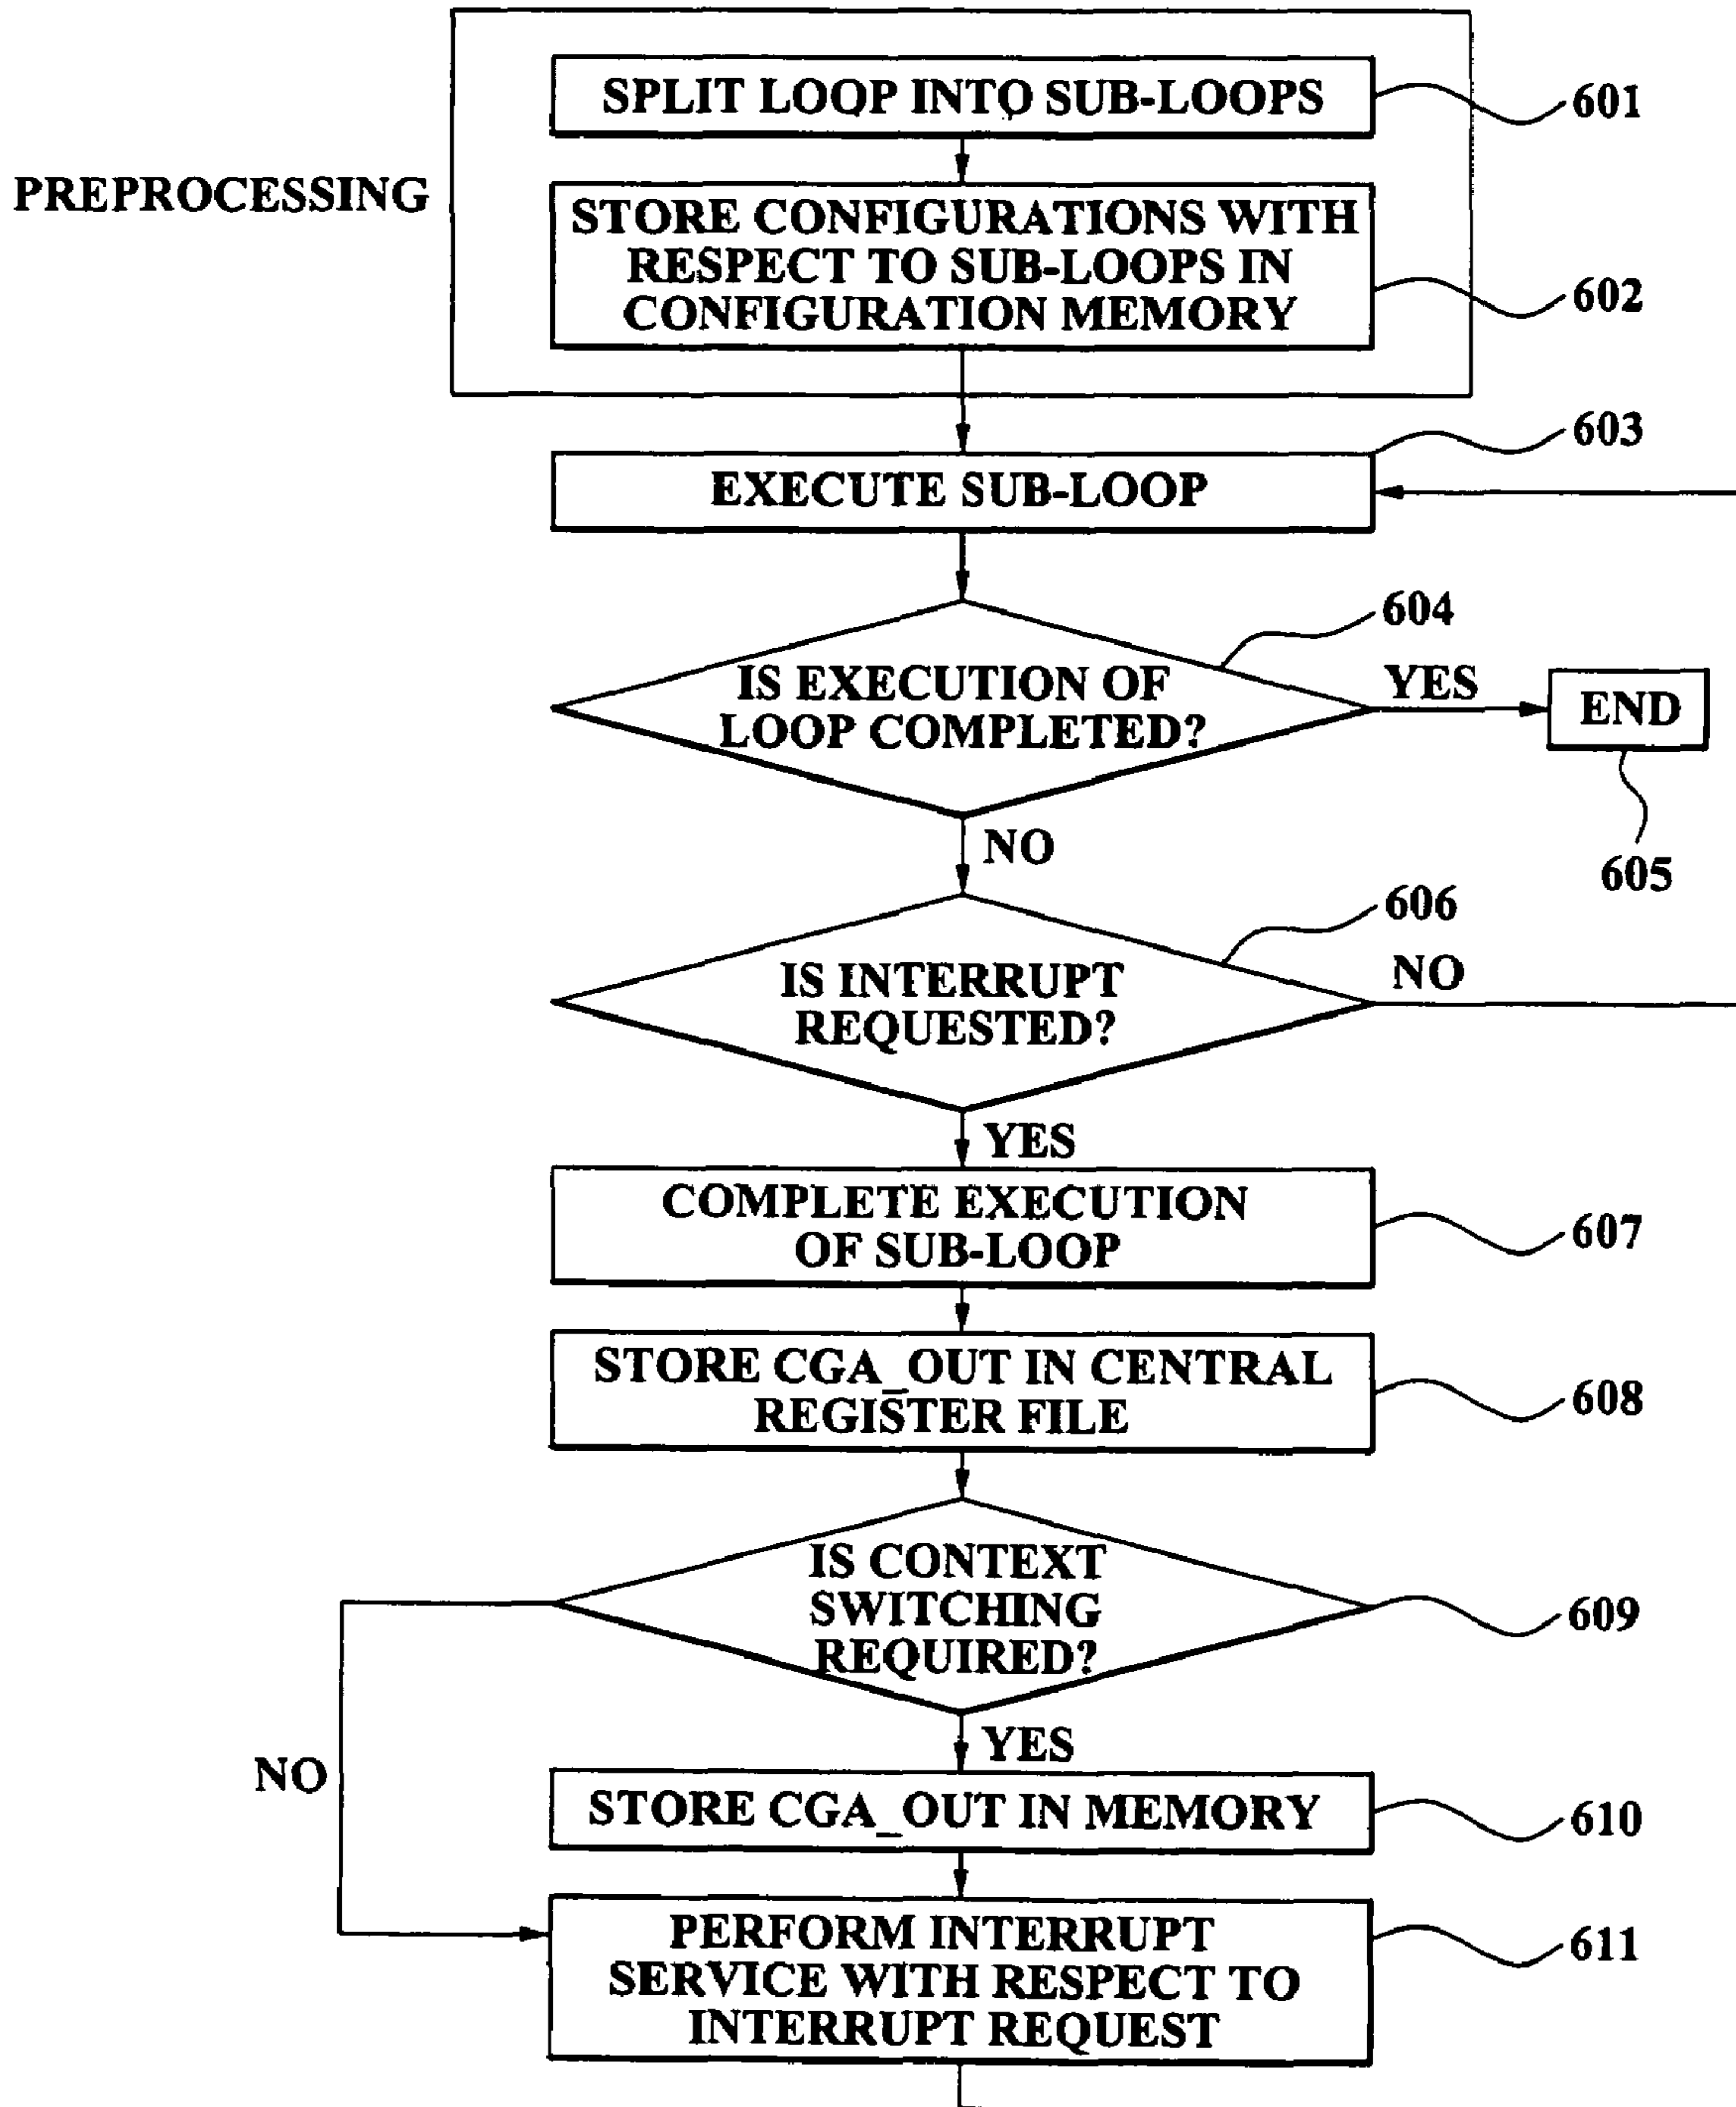 SPLIT LOOP INTO SUB-LOOPS
601
PREPROCESSING
STORE CONFIGURATIONS WITH
RESPECT TO SUB-LOOPS IN
CONFIGURATION MEMORY
602
603
EXECUTE SUB-LOOP
604
IS EXECUTION OF
LOOP COMPLETED?
YES
END
605
NO
606
IS INTERRUPT
REQUESTED?
NO
YES
COMPLETE EXECUTION
OF SUB-LOOP
607
STORE CGA_OUT IN CENTRAL
REGISTER FILE
608
IS CONTEXT
SWITCHING
REQUIRED?
609
NO
YES
STORE CGA_OUT IN MEMORY
610
PERFORM INTERRUPT
SERVICE WITH RESPECT TO
INTERRUPT REQUEST
611